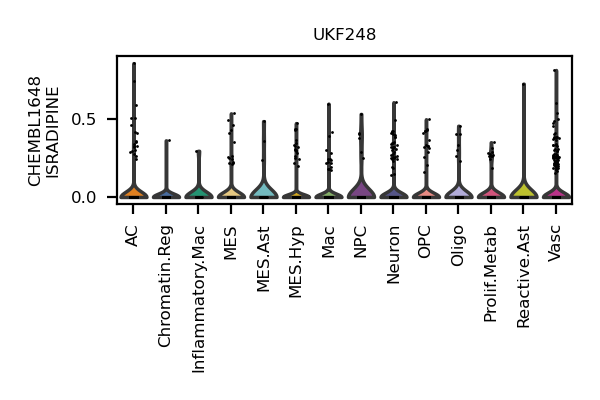 UKF248
CHEMBL1648
ISRADIPINE
0.5
0.0
AC
Chromatin.Reg
Inflammatory.Mac
MES
MES.Ast
MES.Hyp
Mac
NPC
Neuron
OPC
Oligo
Prolif.Metab
Reactive.Ast
Vasc